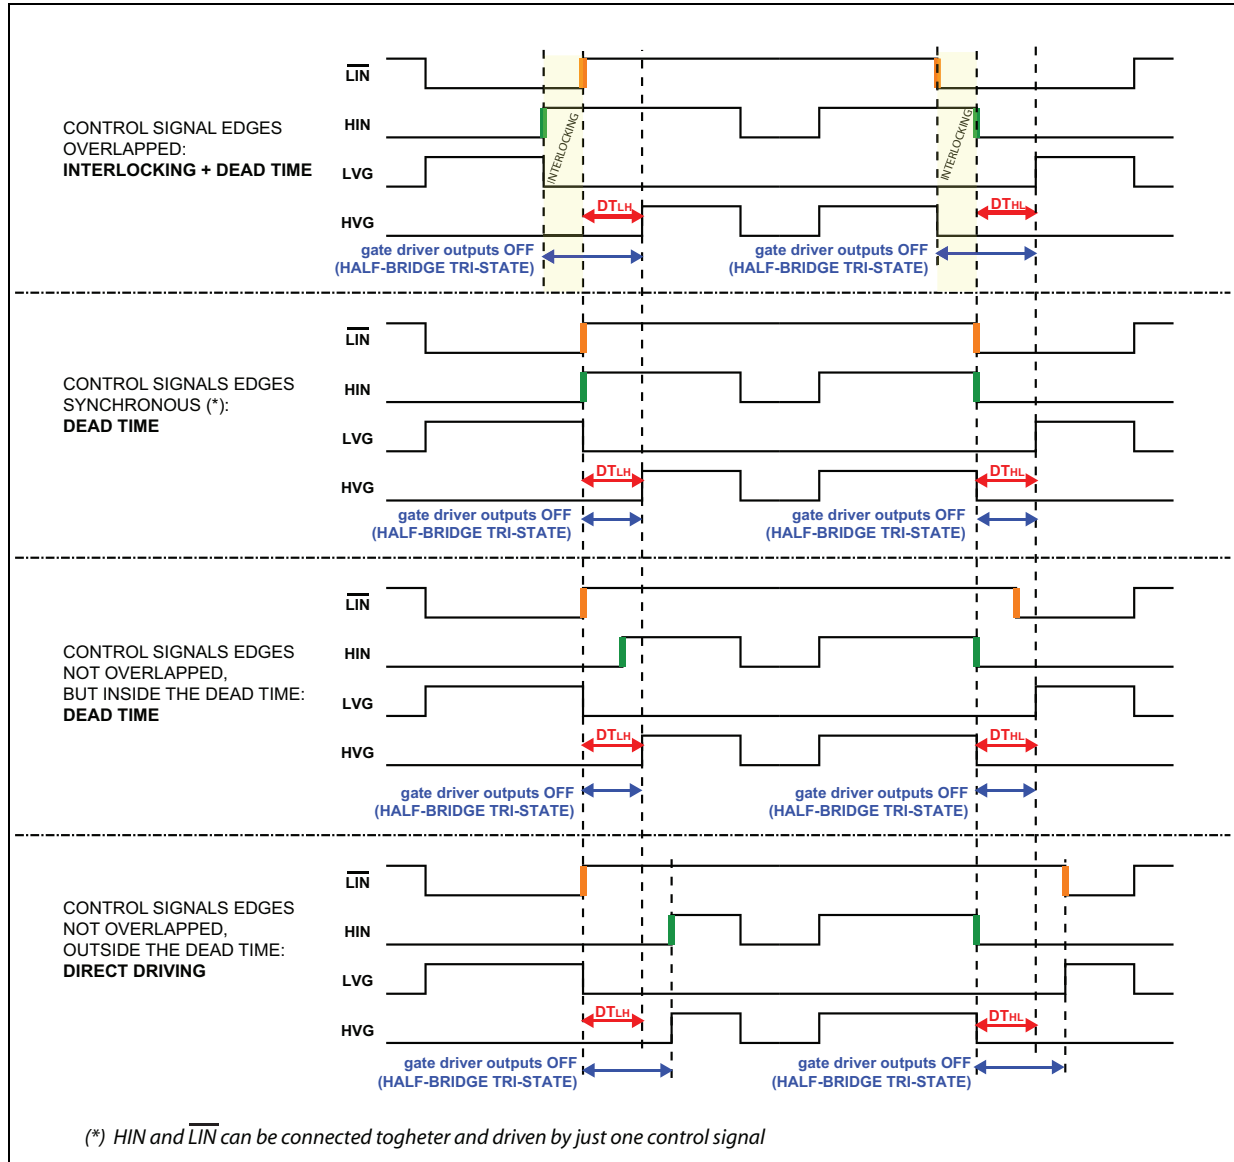 LIN
HIN
INTERLOCKING
INTERLOCKING
CONTROL SIGNAL EDGES
OVERLAPPED:
INTERLOCKING + DEAD TIME
LVG
HVG
DTLH
DTHL
gate driver outputs OFF
(HALF-BRIDGE TRI-STATE)
gate driver outputs OFF
(HALF-BRIDGE TRI-STATE)
LIN
HIN
CONTROL SIGNALS EDGES
SYNCHRONOUS (*):
DEAD TIME
LVG
HVG
DTLH
DTHL
gate driver outputs OFF
(HALF-BRIDGE TRI-STATE)
gate driver outputs OFF
(HALF-BRIDGE TRI-STATE)
LIN
HIN
CONTROL SIGNALS EDGES
NOT OVERLAPPED,
BUT INSIDE THE DEAD TIME:
DEAD TIME
LVG
HVG
DTLH
DTHL
gate driver outputs OFF
(HALF-BRIDGE TRI-STATE)
gate driver outputs OFF
(HALF-BRIDGE TRI-STATE)
LIN
HIN
CONTROL SIGNALS EDGES
NOT OVERLAPPED,
OUTSIDE THE DEAD TIME:
DIRECT DRIVING
LVG
HVG
DTLH
DTHL
gate driver outputs OFF
(HALF-BRIDGE TRI-STATE)
gate driver outputs OFF
(HALF-BRIDGE TRI-STATE)
(*) HIN and LIN can be connected togheter and driven by just one control signal